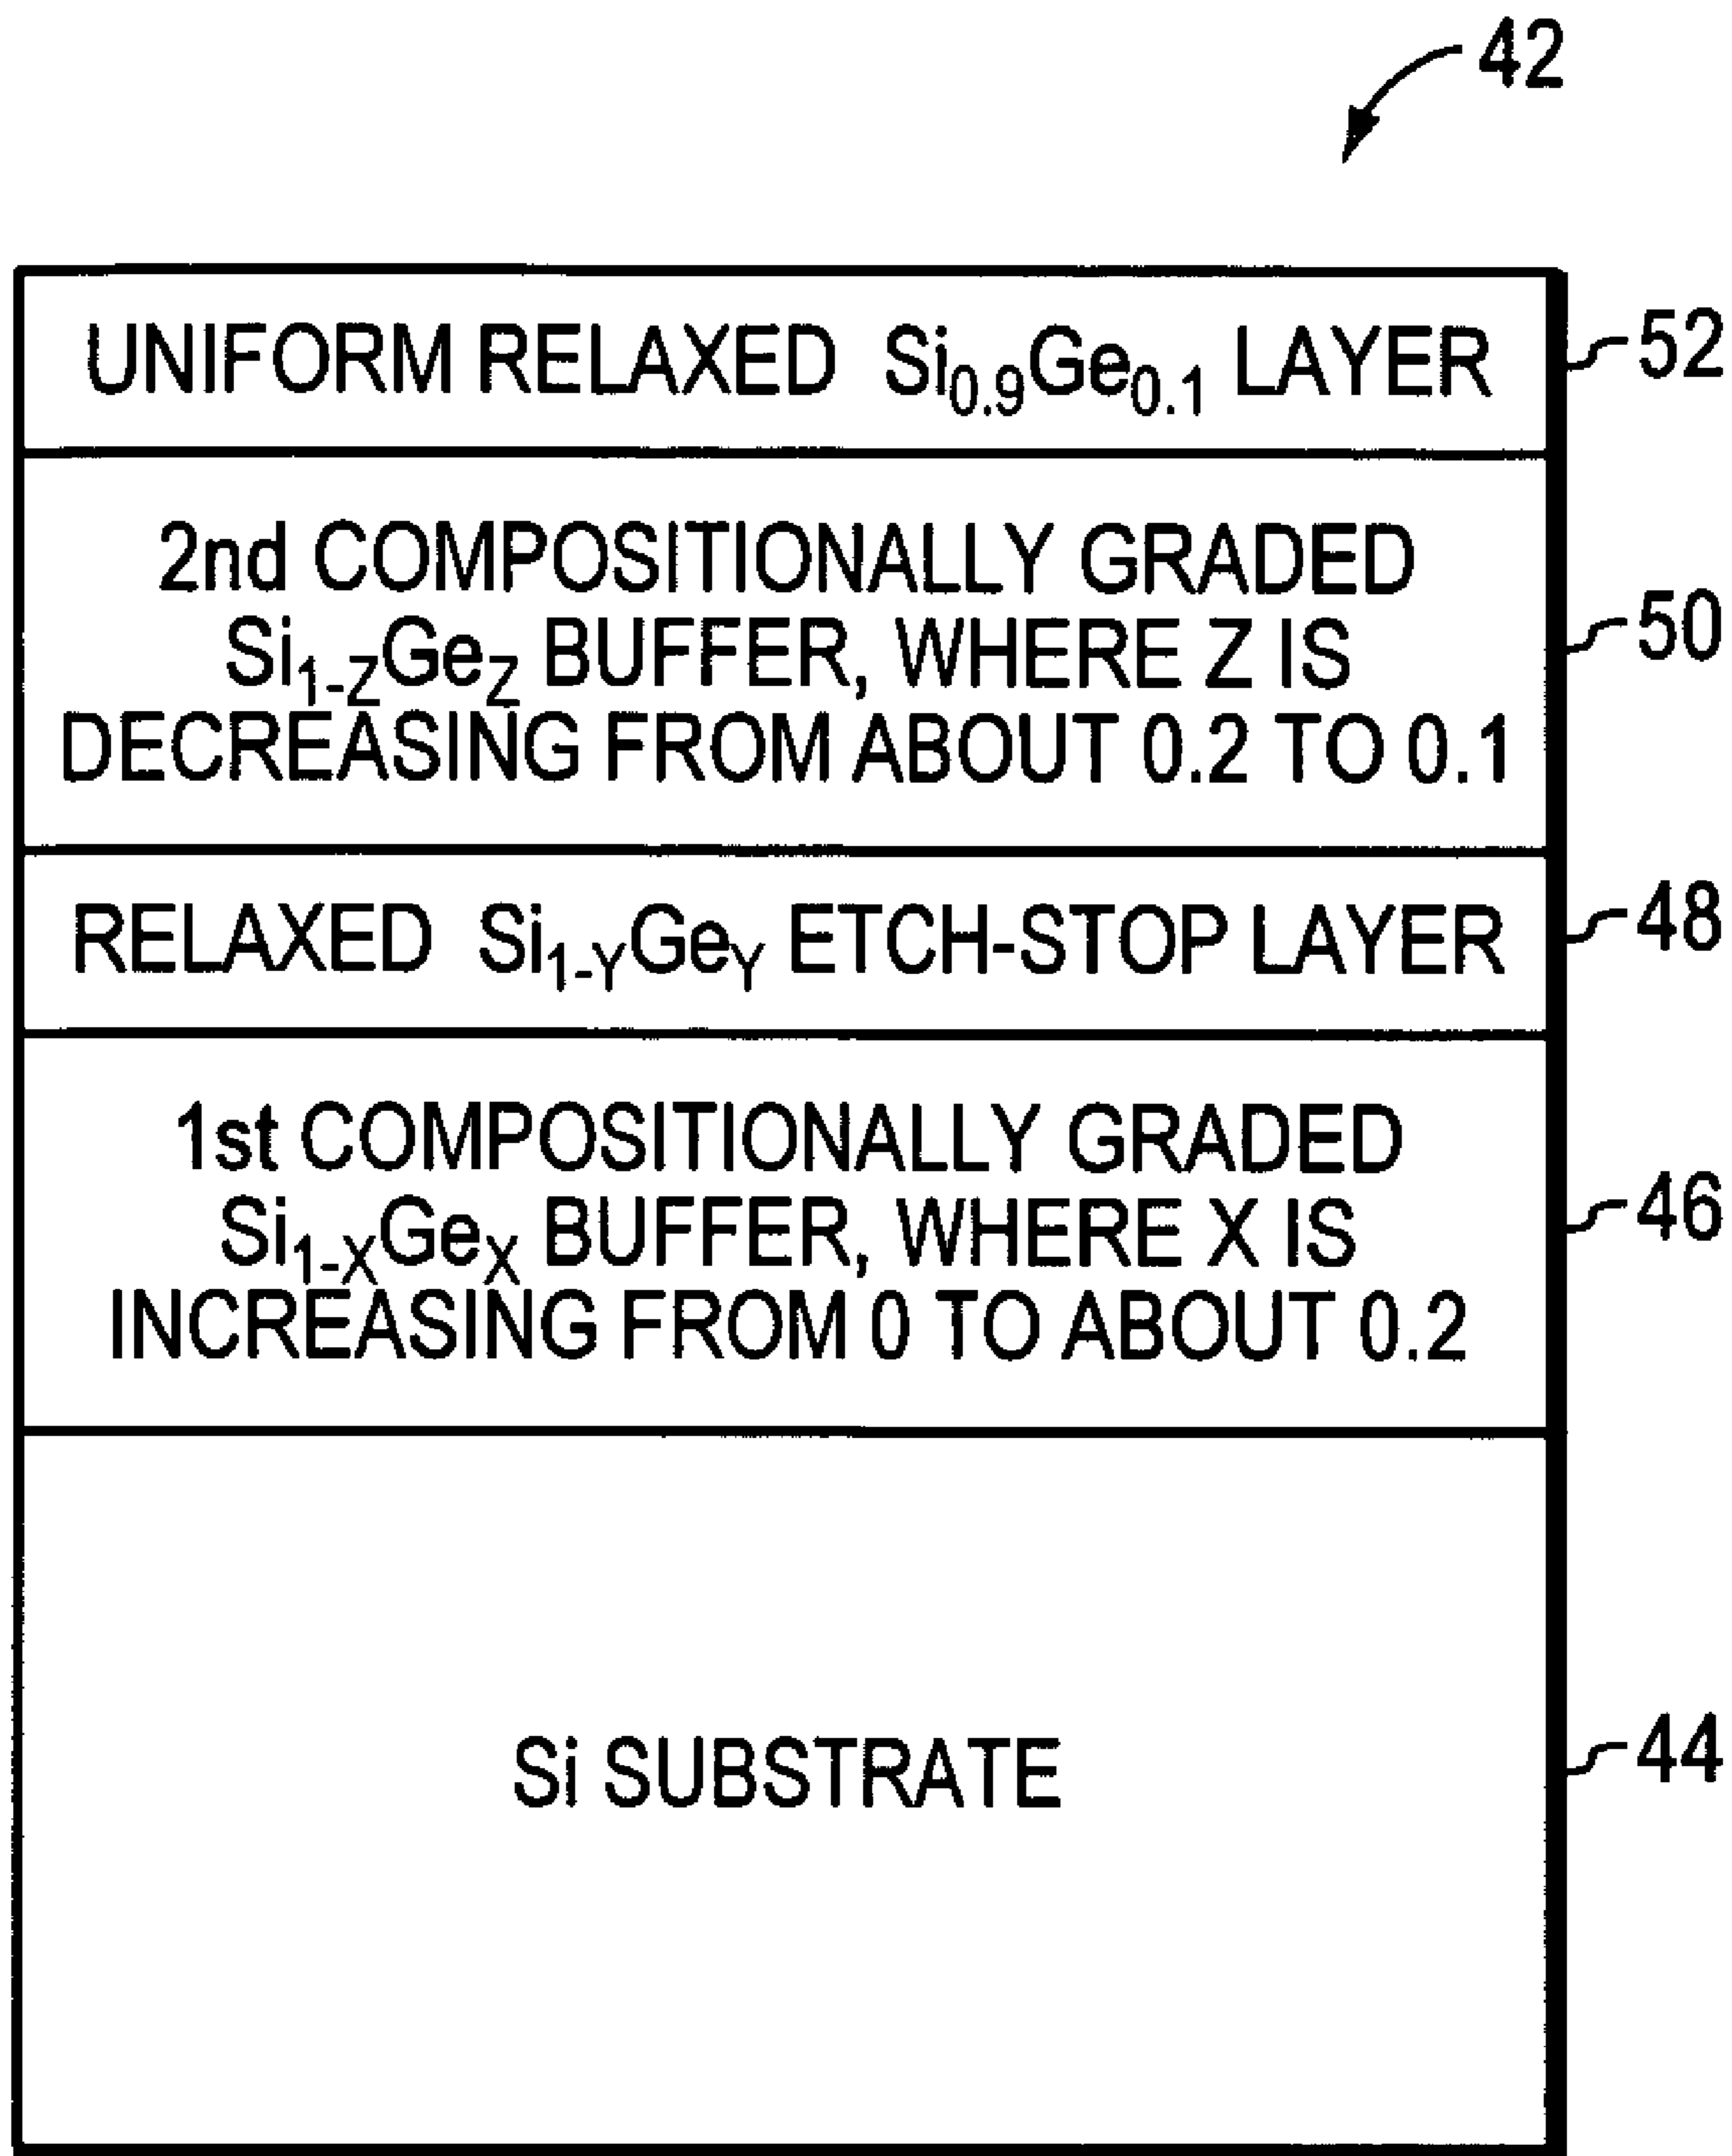 42
UNIFORM RELAXED Si0.9Ge0.1 LAYER
52
2nd COMPOSITIONALLY GRADED
Si1-ZGeZ BUFFER, WHERE Z IS
DECREASING FROM ABOUT 0.2 TO 0.1
50
RELAXED Si1-YGeY ETCH-STOP LAYER
48
1st COMPOSITIONALLY GRADED
Si1-XGeX BUFFER, WHERE X IS
INCREASING FROM 0 TO ABOUT 0.2
46
Si SUBSTRATE
44